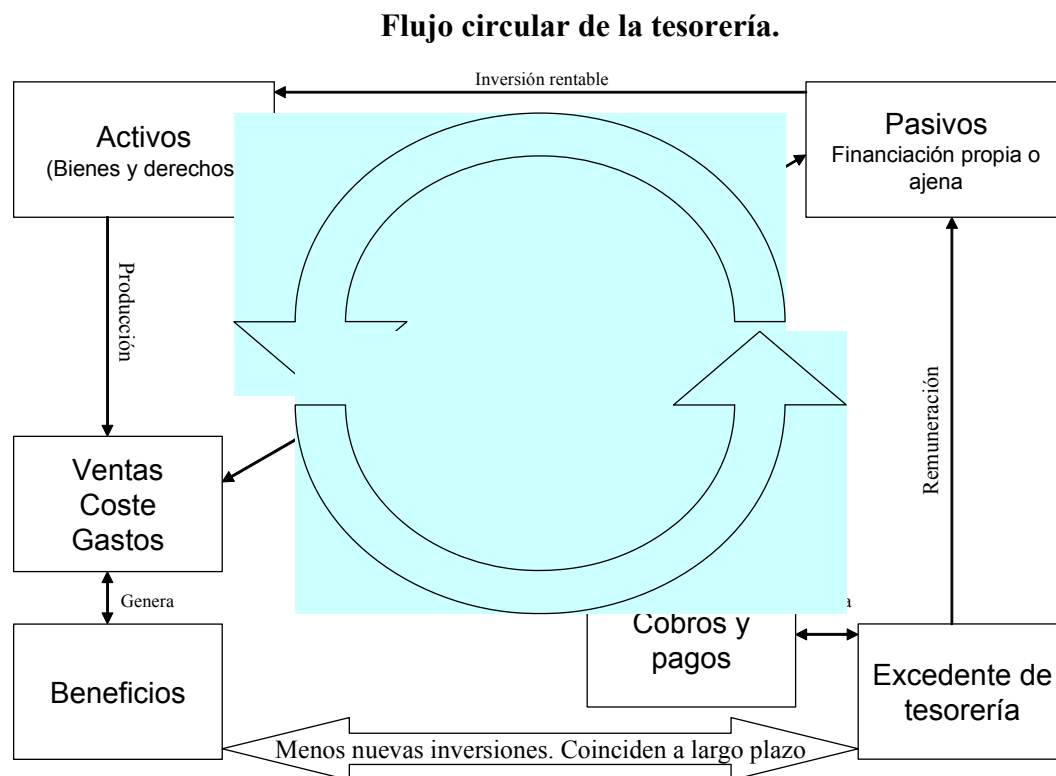 Flujo circular de la tesorería.
Inversión rentable
Activos
(Bienes y derechos
Pasivos
Financiación propia o
ajena
Producción
Remuneración
Ventas
Coste
Gastos
Genera
Beneficios
Cobros y
pagos
Excedente de
tesorería
Menos nuevas inversiones. Coinciden a largo plazo